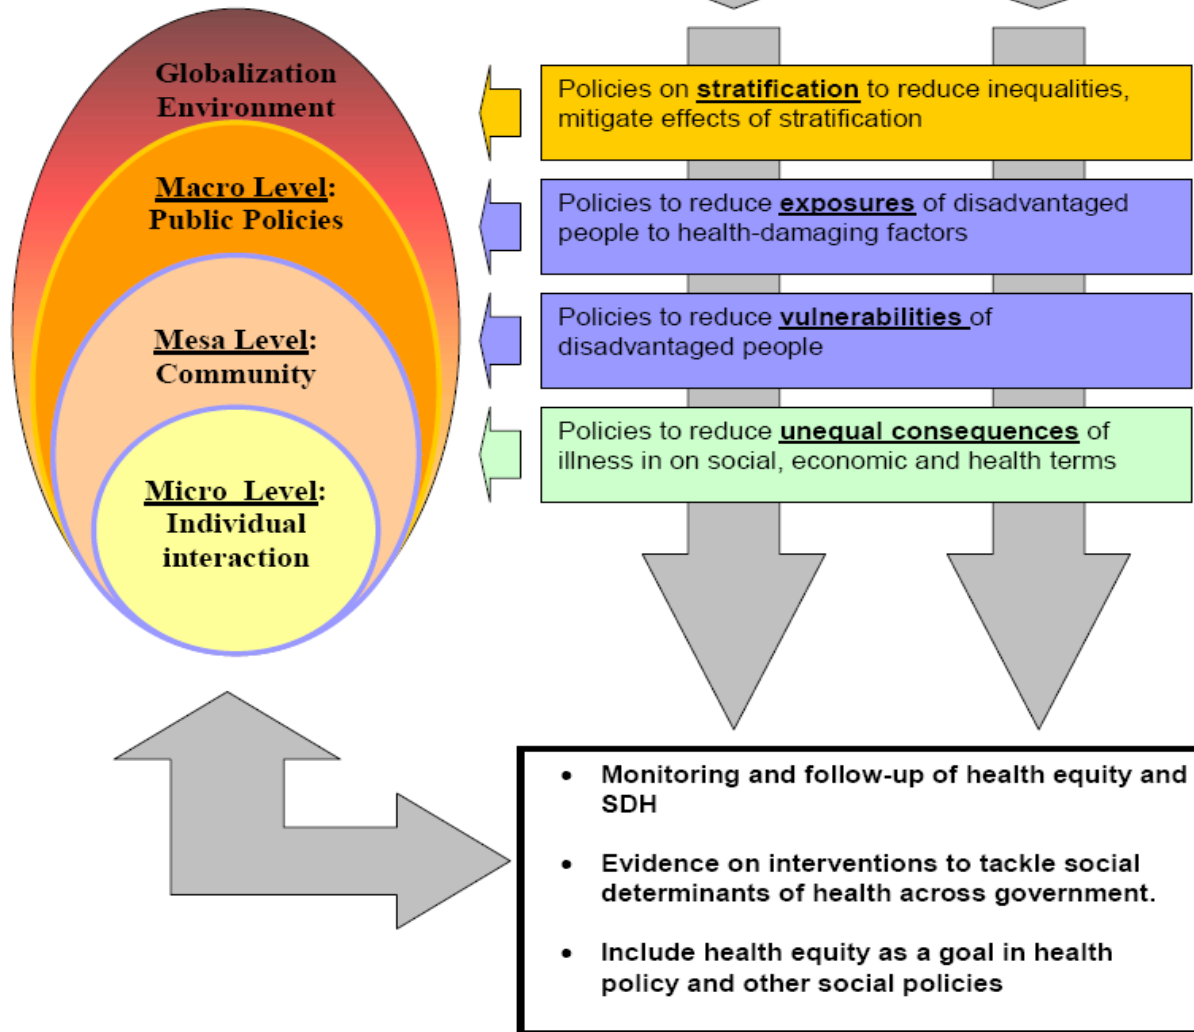 Globalization
Environment
Macro Level:
Public Policies
Mesa Level:
Community
Micro Level:
Individual
interaction
Policies on stratification to reduce inequalities,
mitigate effects of stratification
Policies to reduce exposures of disadvantaged
people to health-damaging factors
Policies to reduce vulnerabilities of
disadvantaged people
Policies to reduce unequal consequences of
illness in on social, economic and health terms
• Monitoring and follow-up of health equity and
SDH
• Evidence on interventions to tackle social
determinants of health across government.
• Include health equity as a goal in health
policy and other social policies